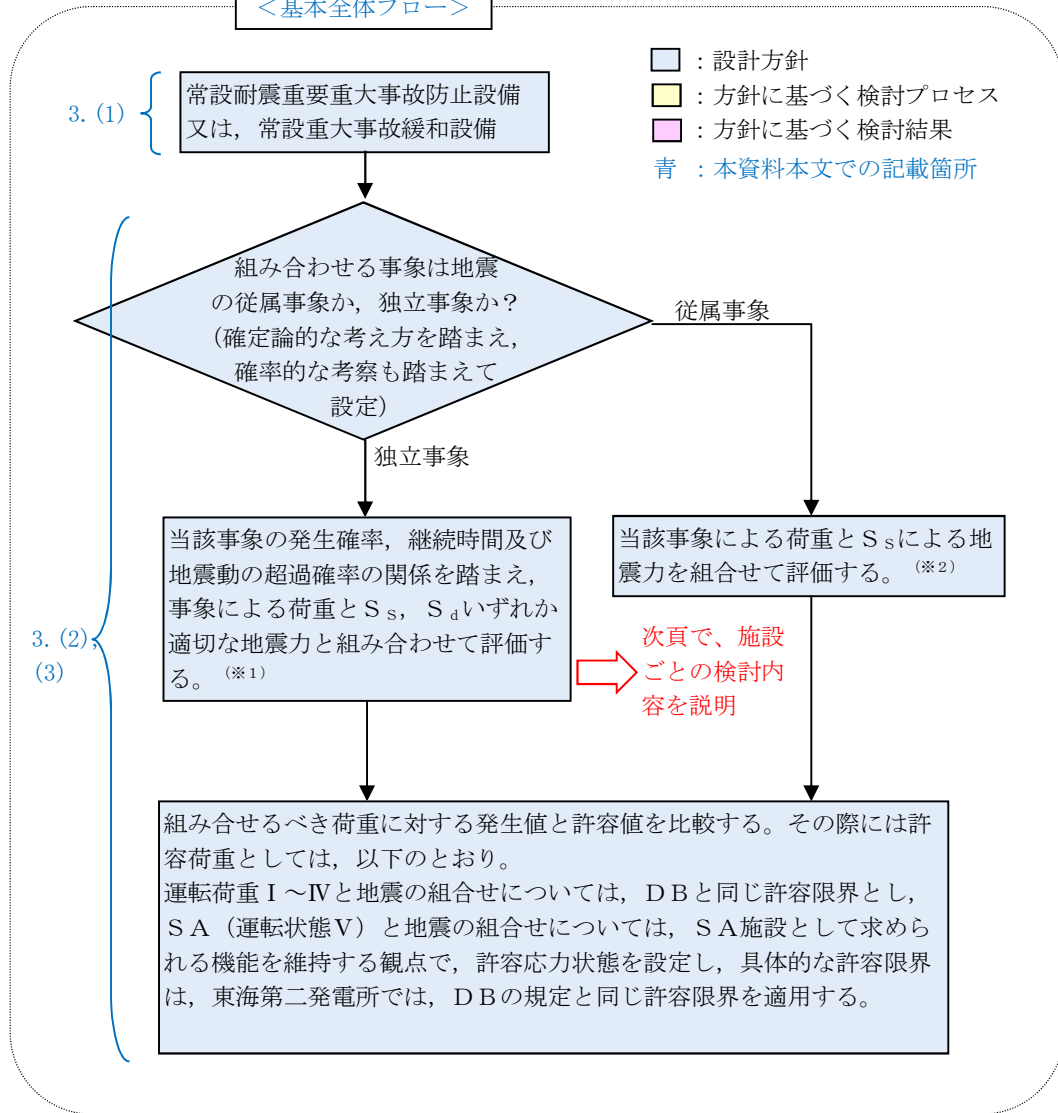 ＜基本全体フロー＞
：設計方針
：方針に基づく検討プロセス
：方針に基づく検討結果
青　：本資料本文での記載箇所
3. (1)
常設耐震重要重大事故防止設備
又は，常設重大事故緩和設備
組み合わせる事象は地震
の従属事象か，独立事象か？
（確定論的な考え方を踏まえ，
確率的な考察も踏まえて
設定）
従属事象
独立事象
3. (2),
(3)
当該事象の発生確率，継続時間及び
地震動の超過確率の関係を踏まえ，
事象による荷重とＳｓ，Ｓｄいずれか
適切な地震力と組み合わせて評価す
る。（※１）
当該事象による荷重とＳｓによる地
震力を組合せて評価する。（※２）
次頁で、施設
ごとの検討内
容を説明
組み合せるべき荷重に対する発生値と許容値を比較する。その際には許
容荷重としては，以下のとおり。
運転荷重Ⅰ～Ⅳと地震の組合せについては，ＤＢと同じ許容限界とし，
ＳＡ（運転状態Ⅴ）と地震の組合せについては，ＳＡ施設として求めら
れる機能を維持する観点で，許容応力状態を設定し，具体的な許容限界
は，東海第二発電所では，ＤＢの規定と同じ許容限界を適用する。